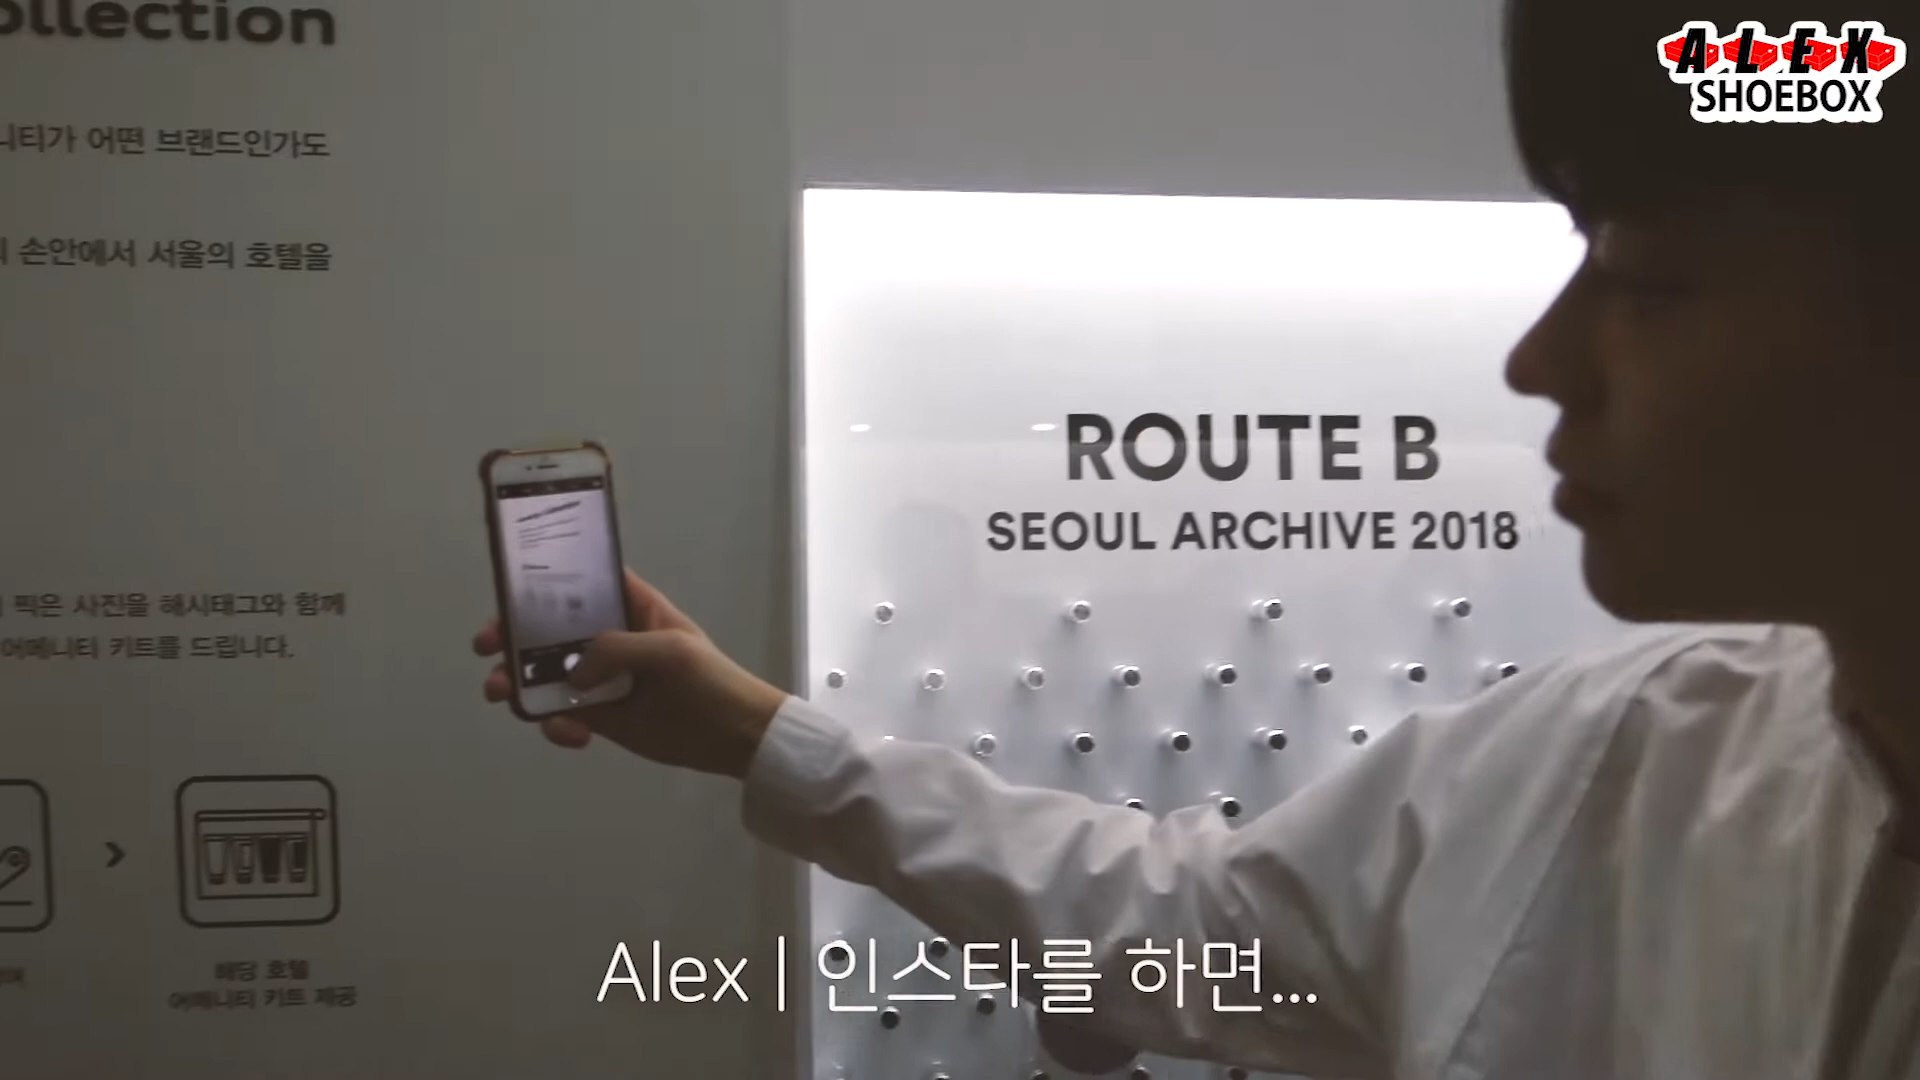 ollection
니티가 어떤 브랜드인가도
손안에서 서울의 호텔을
찍은 사진을 해시태그와 함께
어메니티 키트를 드립니다.
>
해당 호텔
어메니티 키트 제공
ROUTE B
SEOUL ARCHIVE 2018
ALEX
SHOEBOX
Alex | 인스타를 하면...